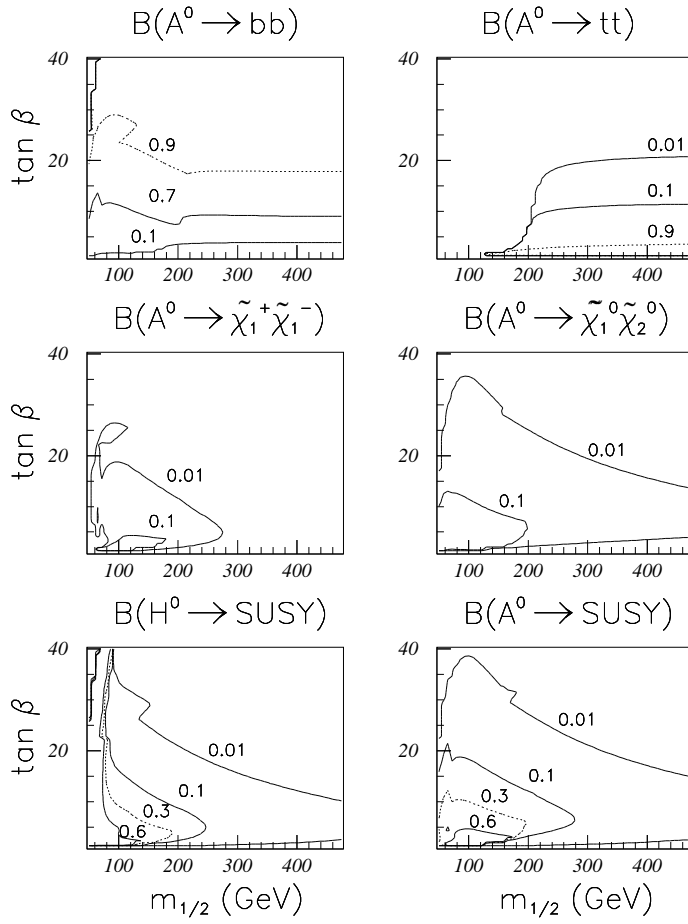 B(A⁰ → bb)
B(A⁰ → tt)
tan β
40
20
0.9
0.7
0.1
100 200 300 400
40
20
0.01
0.1
0.9
100 200 300 400
B(A⁰ → χ̃₁⁺χ̃₁⁻)
B(A⁰ → χ̃₁⁰χ̃₂⁰)
tan β
40
20
0.01
0.1
100 200 300 400
40
20
0.01
0.1
100 200 300 400
B(H⁰ → SUSY)
B(A⁰ → SUSY)
tan β
40
20
0.01
0.1
0.3
0.6
100 200 300 400
m₁/₂ (GeV)
40
20
0.01
0.1
0.3
0.6
100 200 300 400
m₁/₂ (GeV)